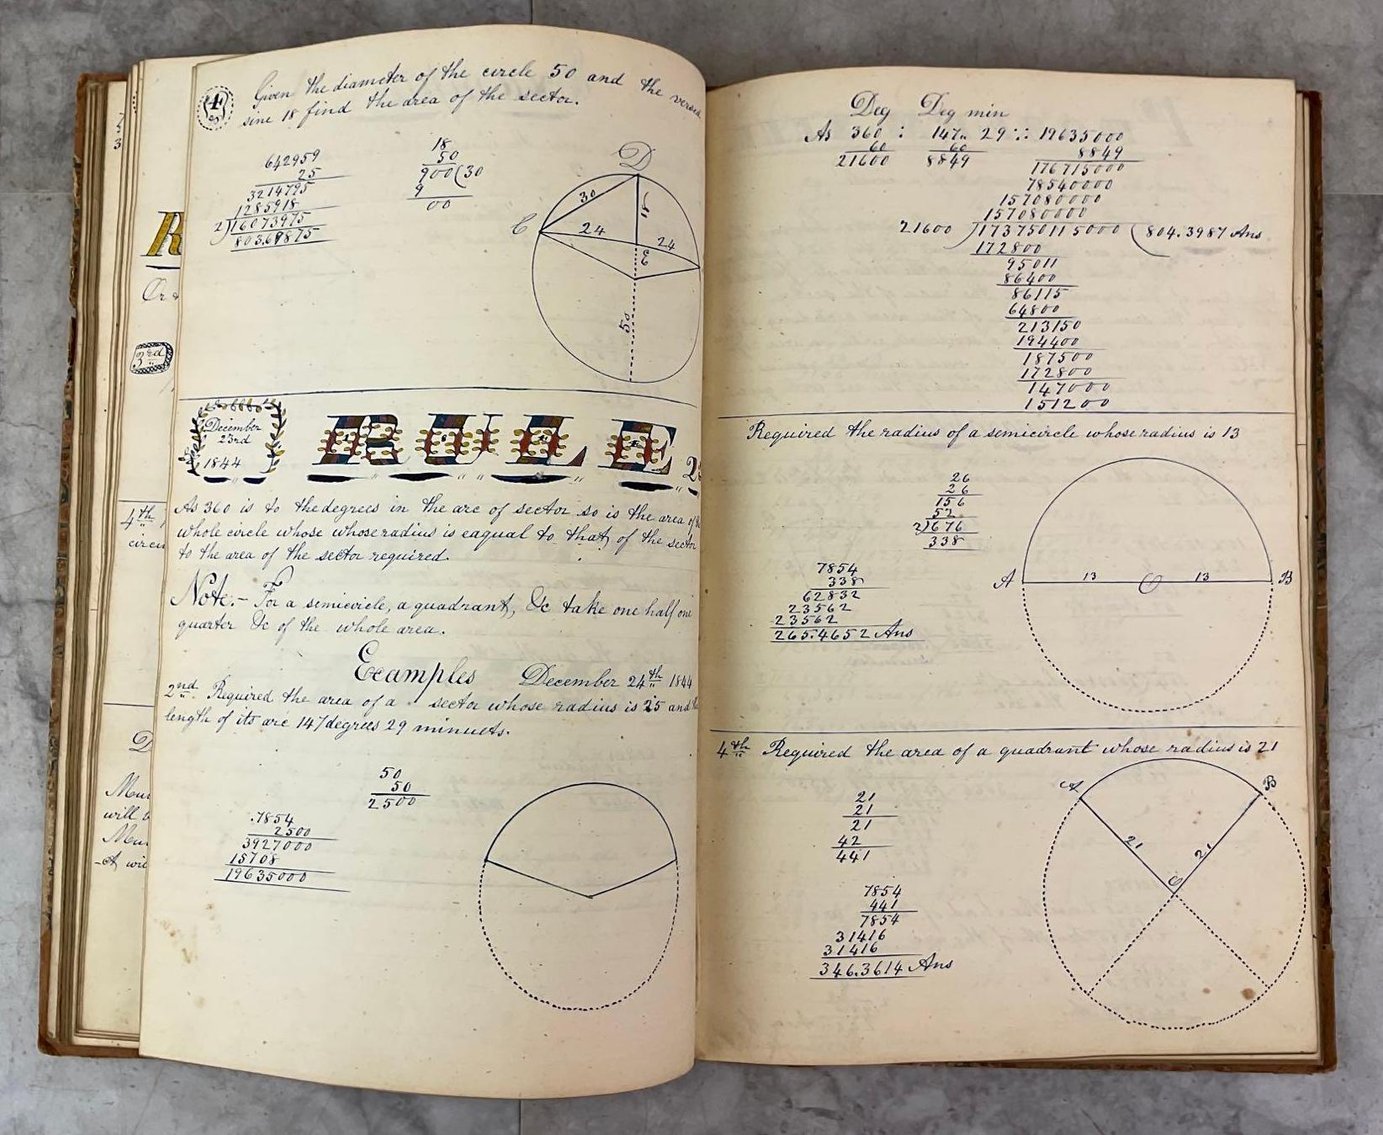 4
Given the diameter of the circle 50 and the versed
sine 18 find the area of the sector.
642959
25
3214795
1285918
2)16073975
803.69875
18
50
900(30
9
00
D
C
30
18
24
24
E
50
December
23rd
1844
RULE 2
As 360 is to the degrees in the arc of sector so is the area of the
whole circle whose whose radius is eaqual to that of the sector
to the area of the sector required.
Note.- For a semicircle, a quadrant, &c take one half one
quarter &c of the whole area.
Examples December 24th 1844
2nd. Required the area of a sector whose radius is 25 and the
length of its arc 147 degrees 29 minuets.
50
50
2500
.7854
2500
3927000
15708
19635000
R
Or
3rd
4th
circ
D
Mu
will
Mu
A wi
Deg Deg min
As 360 : 147.. 29 :: 19635000
60 60 8849
21600 8849 176715000
78540000
157080000
157080000
21600 )173750115000 (804.3987 Ans
172800
95011
86400
86115
64800
213150
194400
187500
172800
147000
151200
Required the radius of a semicircle whose radius is 13
26
26
156
52
2)676
338
7854
338
62832
23562
23562
265.4652 Ans
A 13 C 13 B
4th Required the area of a quadrant whose radius is 21
21
21
21
42
441
7854
441
7854
31416
31416
346.3614 Ans
A
B
21
21
C